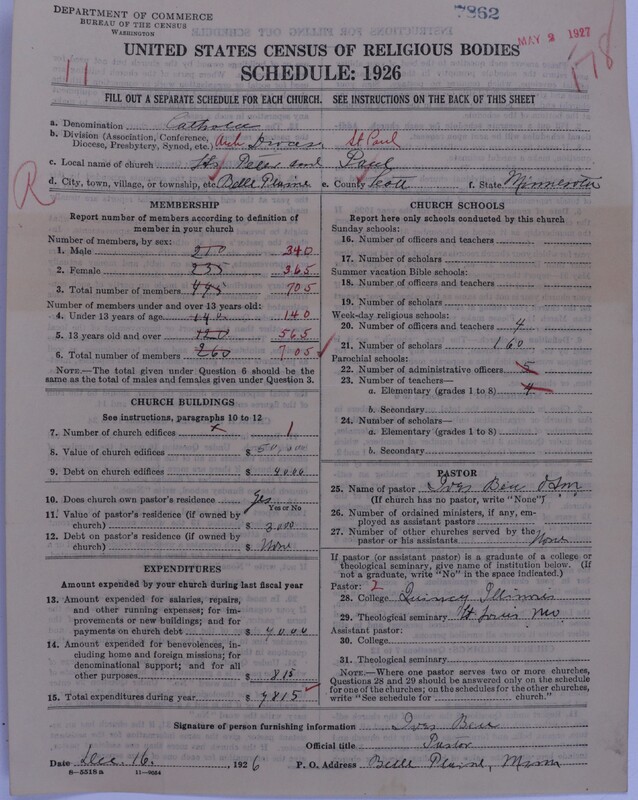 DEPARTMENT OF COMMERCE
BUREAU OF THE CENSUS
WASHINGTON
7862
MAY 2 1927
178
11
UNITED STATES CENSUS OF RELIGIOUS BODIES
SCHEDULE: 1926
FILL OUT A SEPARATE SCHEDULE FOR EACH CHURCH. SEE INSTRUCTIONS ON THE BACK OF THIS SHEET
a. Denomination Catholic
b. Division (Association, Conference, Diocese, Presbytery, Synod, etc.) Arch Diocese St Paul
c. Local name of church Sts Peter and Paul
R
d. City, town, village, or township, etc. Belle Plaine e. County Scott f. State Minnesota
MEMBERSHIP
Report number of members according to definition of
member in your church
Number of members, by sex:
1. Male 340
2. Female 235 365
3. Total number of members 705
Number of members under and over 13 years old:
4. Under 13 years of age 140 140
5. 13 years old and over 120 565
6. Total number of members 260 705
NOTE.—The total given under Question 6 should be
the same as the total of males and females given under Question 3.
CHURCH BUILDINGS
See instructions, paragraphs 10 to 12
7. Number of church edifices 1
8. Value of church edifices $ 50,000
9. Debt on church edifices $ 4000
10. Does church own pastor's residence Yes
Yes or No
11. Value of pastor's residence (if owned by
church) $ 3000
12. Debt on pastor's residence (if owned by
church) $ None
EXPENDITURES
Amount expended by your church during last fiscal year
13. Amount expended for salaries, repairs,
and other running expenses; for im-
provements or new buildings; and for
payments on church debt $ 9000
14. Amount expended for benevolences,
including home and foreign missions; for
denominational support; and for all
other purposes $ 815
15. Total expenditures during year $ 9815
CHURCH SCHOOLS
Report here only schools conducted by this church
Sunday schools:
16. Number of officers and teachers
17. Number of scholars
Summer vacation Bible schools:
18. Number of officers and teachers
19. Number of scholars
Week-day religious schools:
20. Number of officers and teachers 4
21. Number of scholars 160
Parochial schools:
22. Number of administrative officers 5
23. Number of teachers—
a. Elementary (grades 1 to 8) 4
b. Secondary
24. Number of scholars—
a. Elementary (grades 1 to 8)
b. Secondary
PASTOR
25. Name of pastor Ives Ben
(If church has no pastor, write "None")
26. Number of ordained ministers, if any, em-
ployed as assistant pastors
27. Number of other churches served by the
pastor or his assistants None
If pastor (or assistant pastor) is a graduate of a college or
theological seminary, give name of institution below. (If
not a graduate, write "No" in the space indicated.)
Pastor: 2
28. College Quincy Illinois
29. Theological seminary St Louis Mo
Assistant pastor:
30. College
31. Theological seminary
NOTE.—Where one pastor serves two or more churches,
Questions 28 and 29 should be answered only on the schedule
for one of the churches; on the schedules for the other churches,
write "See schedule for church."
Signature of person furnishing information Ives Ben
Official title Pastor
Date Dec. 16. , 1926 P. O. Address Belle Plaine, Minn
8—5518a 11—9024